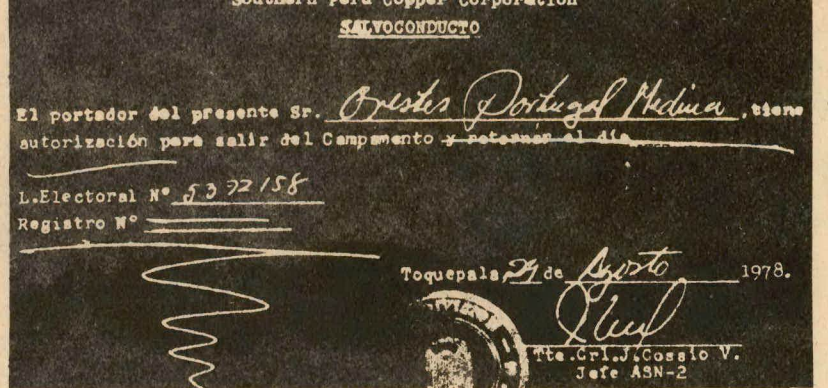 Southern Peru Copper Corporation
SALVOCONDUCTO
El portador del presente Sr. Orestes Portugal Medina, tiene
autorización para salir del Campamento y retornar el día
L.Electoral N° 5392158
Registro N°
Toquepala, 24 de Agosto 1978.
Tte.Crl.J.Cossio V.
Jefe ASN-2